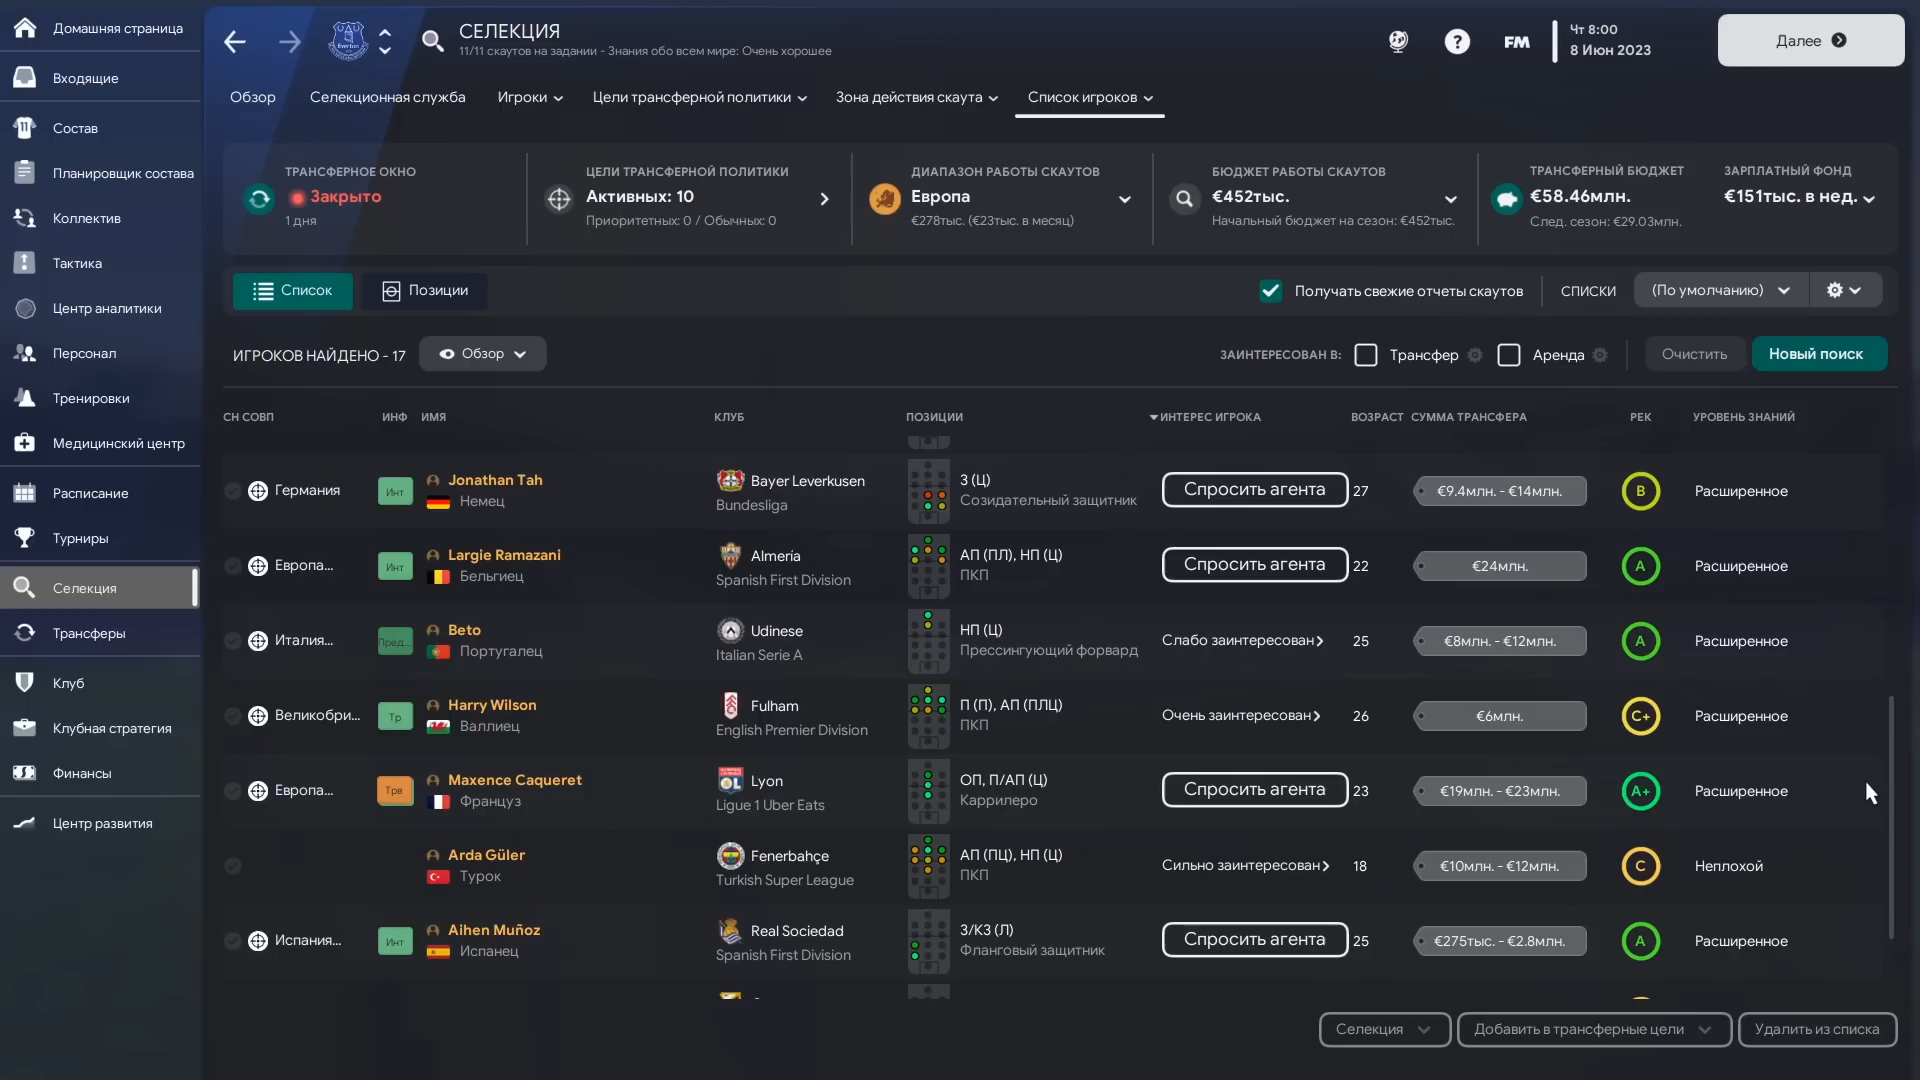 Домашняя страница
Входящие
Состав
Планировщик состава
Коллектив
Тактика
Центр аналитики
Персонал
Тренировки
Медицинский центр
Расписание
Турниры
Селекция
Трансферы
Клуб
Клубная стратегия
Финансы
Центр развития
СЕЛЕКЦИЯ
11/11 скаутов на задании - Знания обо всем мире: Очень хорошее
FM
Чт 8:00
8 Июн 2023
Далее
Обзор Селекционная служба Игроки Цели трансферной политики Зона действия скаута Список игроков
ТРАНСФЕРНОЕ ОКНО
Закрыто
1 дня
ЦЕЛИ ТРАНСФЕРНОЙ ПОЛИТИКИ
Активных: 10
Приоритетных: 0 / Обычных: 0
ДИАПАЗОН РАБОТЫ СКАУТОВ
Европа
€278тыс. (€23тыс. в месяц)
БЮДЖЕТ РАБОТЫ СКАУТОВ
€452тыс.
Начальный бюджет на сезон: €452тыс.
ТРАНСФЕРНЫЙ БЮДЖЕТ
€58.46млн.
След. сезон: €29.03млн.
ЗАРПЛАТНЫЙ ФОНД
€151тыс. в нед.
Список Позиции
Получать свежие отчеты скаутов
СПИСКИ (По умолчанию)
ИГРОКОВ НАЙДЕНО - 17 Обзор
ЗАИНТЕРЕСОВАН В: Трансфер Аренда Очистить Новый поиск
СН СОВП ИНФ ИМЯ КЛУБ ПОЗИЦИИ ИНТЕРЕС ИГРОКА ВОЗРАСТ СУММА ТРАНСФЕРА РЕК УРОВЕНЬ ЗНАНИЙ
Германия Инт Jonathan Tah Bayer Leverkusen З (Ц) Спросить агента 27 €9.4млн. - €14млн. B Расширенное
Немец Bundesliga Созидательный защитник
Европа... Инт Largie Ramazani Almería АП (ПЛ), НП (Ц) Спросить агента 22 €24млн. A Расширенное
Бельгиец Spanish First Division ПКП
Италия... Пред... Beto Udinese НП (Ц) Слабо заинтересован 25 €8млн. - €12млн. A Расширенное
Португалец Italian Serie A Прессингующий форвард
Великобри... Тр Harry Wilson Fulham П (П), АП (ПЛЦ) Очень заинтересован 26 €6млн. C+ Расширенное
Валлиец English Premier Division ПКП
Европа... Трв Maxence Caqueret Lyon ОП, П/АП (Ц) Спросить агента 23 €19млн. - €23млн. A+ Расширенное
Француз Ligue 1 Uber Eats Каррилеро
Arda Güler Fenerbahçe АП (ПЦ), НП (Ц) Сильно заинтересован 18 €10млн. - €12млн. C Неплохой
Турок Turkish Super League ПКП
Испания... Инт Aihen Muñoz Real Sociedad З/КЗ (Л) Спросить агента 25 €275тыс. - €2.8млн. A Расширенное
Испанец Spanish First Division Фланговый защитник
Селекция Добавить в трансферные цели Удалить из списка